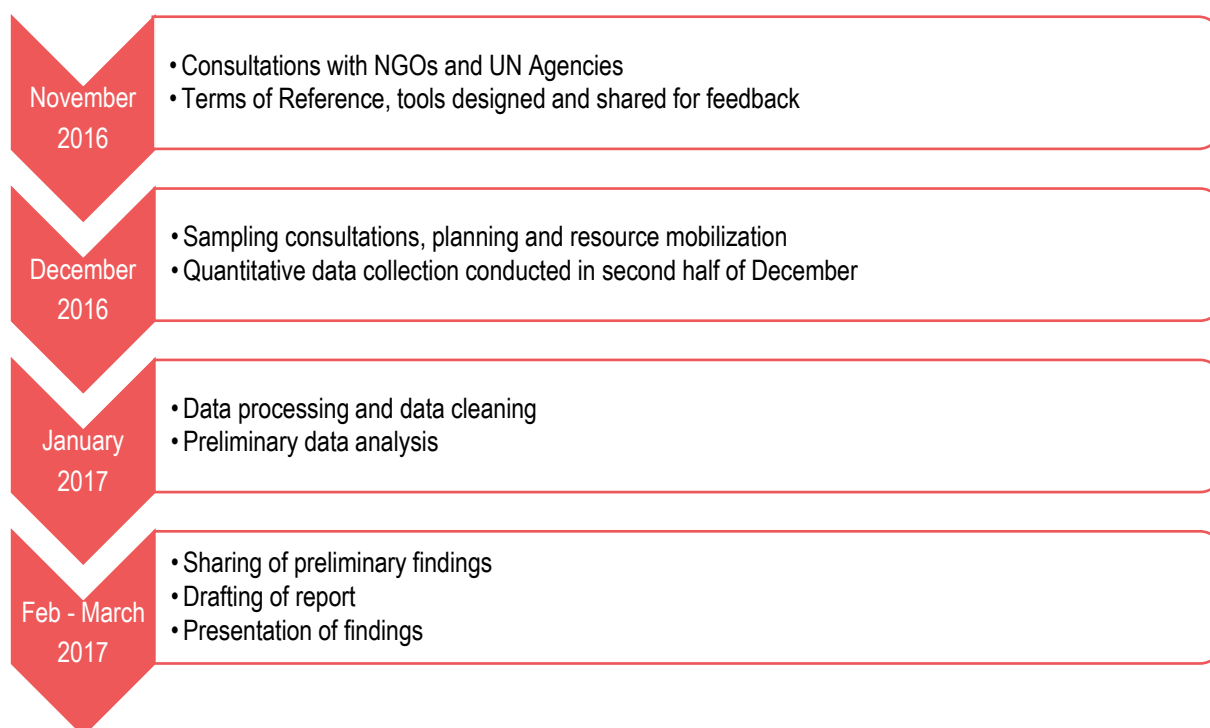 November
2016
• Consultations with NGOs and UN Agencies
• Terms of Reference, tools designed and shared for feedback
December
2016
• Sampling consultations, planning and resource mobilization
• Quantitative data collection conducted in second half of December
January
2017
• Data processing and data cleaning
• Preliminary data analysis
Feb - March
2017
• Sharing of preliminary findings
• Drafting of report
• Presentation of findings